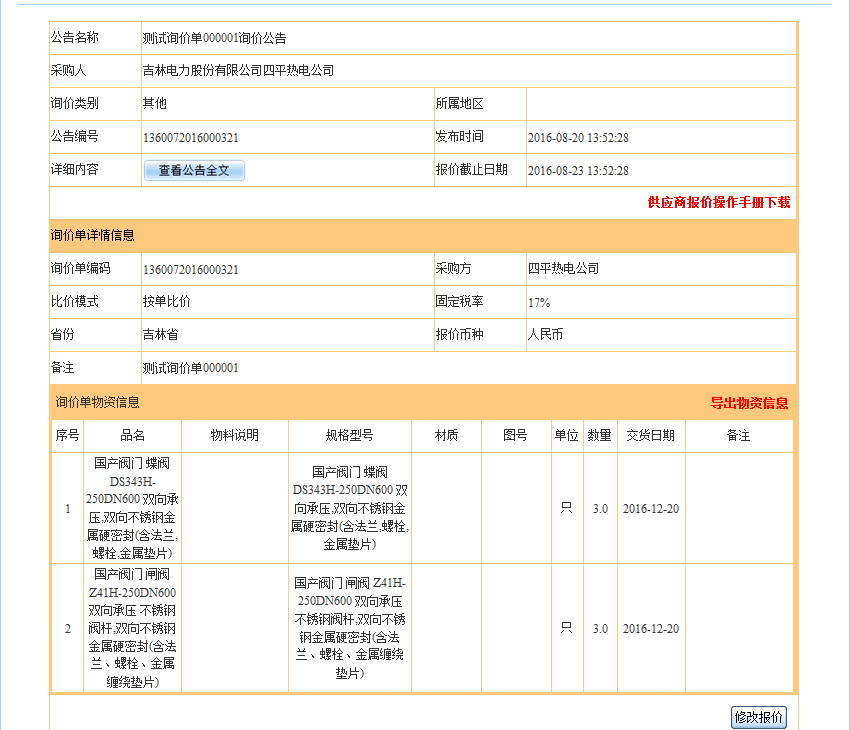 公告名称 测试询价单000001询价公告
采购人 吉林电力股份有限公司四平热电公司
询价类别 其他 所属地区
公告编号 1360072016000321 发布时间 2016-08-20 13:52:28
详细内容 查看公告全文 报价截止日期 2016-08-23 13:52:28
供应商报价操作手册下载
询价单详情信息
询价单编码 1360072016000321 采购方 四平热电公司
比价模式 按单比价 固定税率 17%
省份 吉林省 报价币种 人民币
备注 测试询价单000001
询价单物资信息 导出物资信息
序号 品名 物料说明 规格型号 材质 图号 单位 数量 交货日期 备注
1
国产阀门 蝶阀
DS343H-
250DN600 双向承
压,双向不锈钢金
属硬密封(含法兰,
螺栓,金属垫片)
国产阀门 蝶阀
DS343H-250DN600 双
向承压,双向不锈钢金
属硬密封(含法兰,螺栓,
金属垫片)
只 3.0 2016-12-20
2
国产阀门 闸阀
Z41H-250DN600
双向承压 不锈钢
阀杆,双向不锈钢
金属硬密封(含法
兰、螺栓、金属
缠绕垫片)
国产阀门 闸阀 Z41H-
250DN600 双向承压
不锈钢阀杆,双向不锈
钢金属硬密封(含法
兰、螺栓、金属缠绕
垫片)
只 3.0 2016-12-20
修改报价